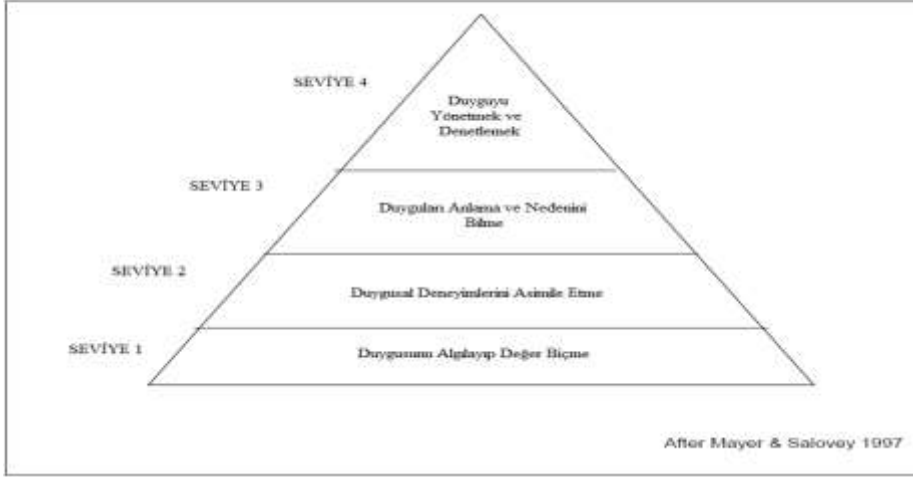 SEVİYE 4
Duyguyu
Yönetmek ve
Denetlemek
SEVİYE 3
Duyguları Anlama ve Nedenini
Bilme
SEVİYE 2
Duygusal Deneyimlerini Asimile Etme
SEVİYE 1
Duygusunu Algılayıp Değer Biçme
After Mayer & Salovey 1997